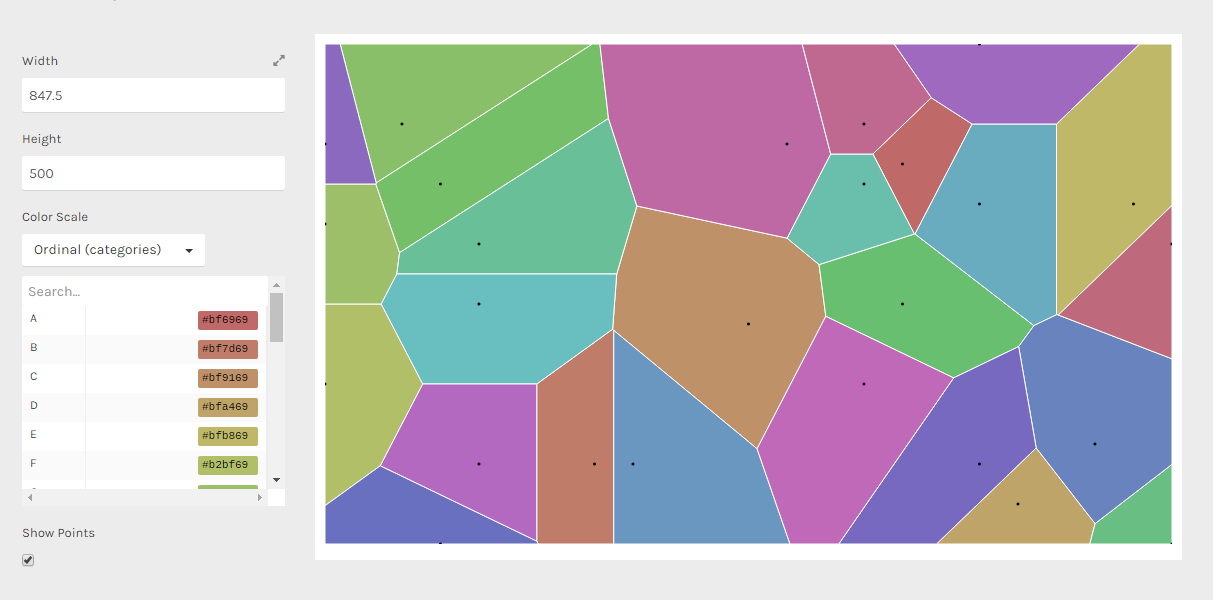 Width
847.5
Height
500
Color Scale
Ordinal (categories)
Search...
A #bf6969
B #bf7d69
C #bf9169
D #bfa469
E #bfb869
F #b2bf69
Show Points